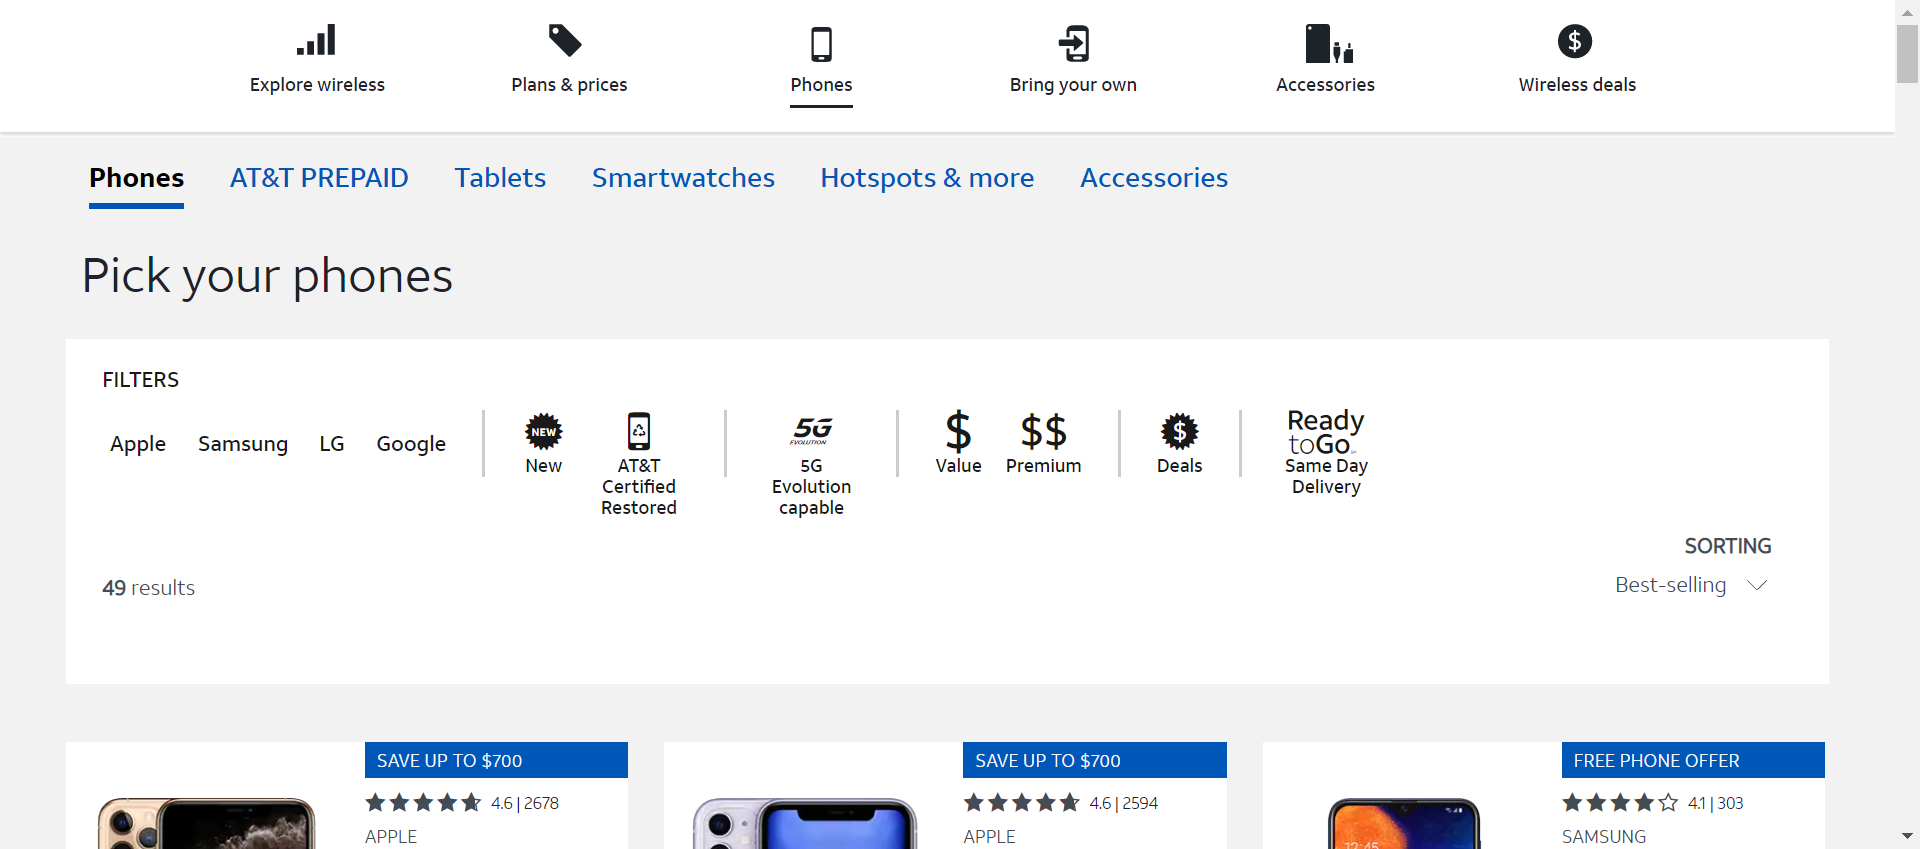 Explore wireless
Plans & prices
Phones
Bring your own
Accessories
Wireless deals
Phones
AT&T PREPAID
Tablets
Smartwatches
Hotspots & more
Accessories
Pick your phones
FILTERS
Apple
Samsung
LG
Google
NEW
New
AT&T
Certified
Restored
5G
EVOLUTION
5G
Evolution
capable
$
Value
$$
Premium
$
Deals
Ready
toGo
Same Day
Delivery
SORTING
Best-selling
49 results
SAVE UP TO $700
4.6 | 2678
APPLE
SAVE UP TO $700
4.6 | 2594
APPLE
FREE PHONE OFFER
4.1 | 303
SAMSUNG
12:45